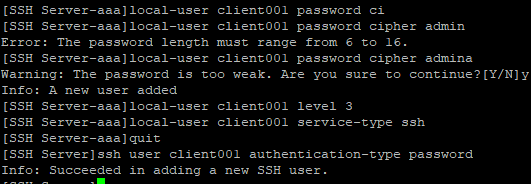 [SSH Server-aaa]local-user client001 password ci
[SSH Server-aaa]local-user client001 password cipher admin
Error: The password length must range from 6 to 16.
[SSH Server-aaa]local-user client001 password cipher admina
Warning: The password is too weak. Are you sure to continue?[Y/N]y
Info: A new user added
[SSH Server-aaa]local-user client001 level 3
[SSH Server-aaa]local-user client001 service-type ssh
[SSH Server-aaa]quit
[SSH Server]ssh user client001 authentication-type password
Info: Succeeded in adding a new SSH user.
[SSH Server]